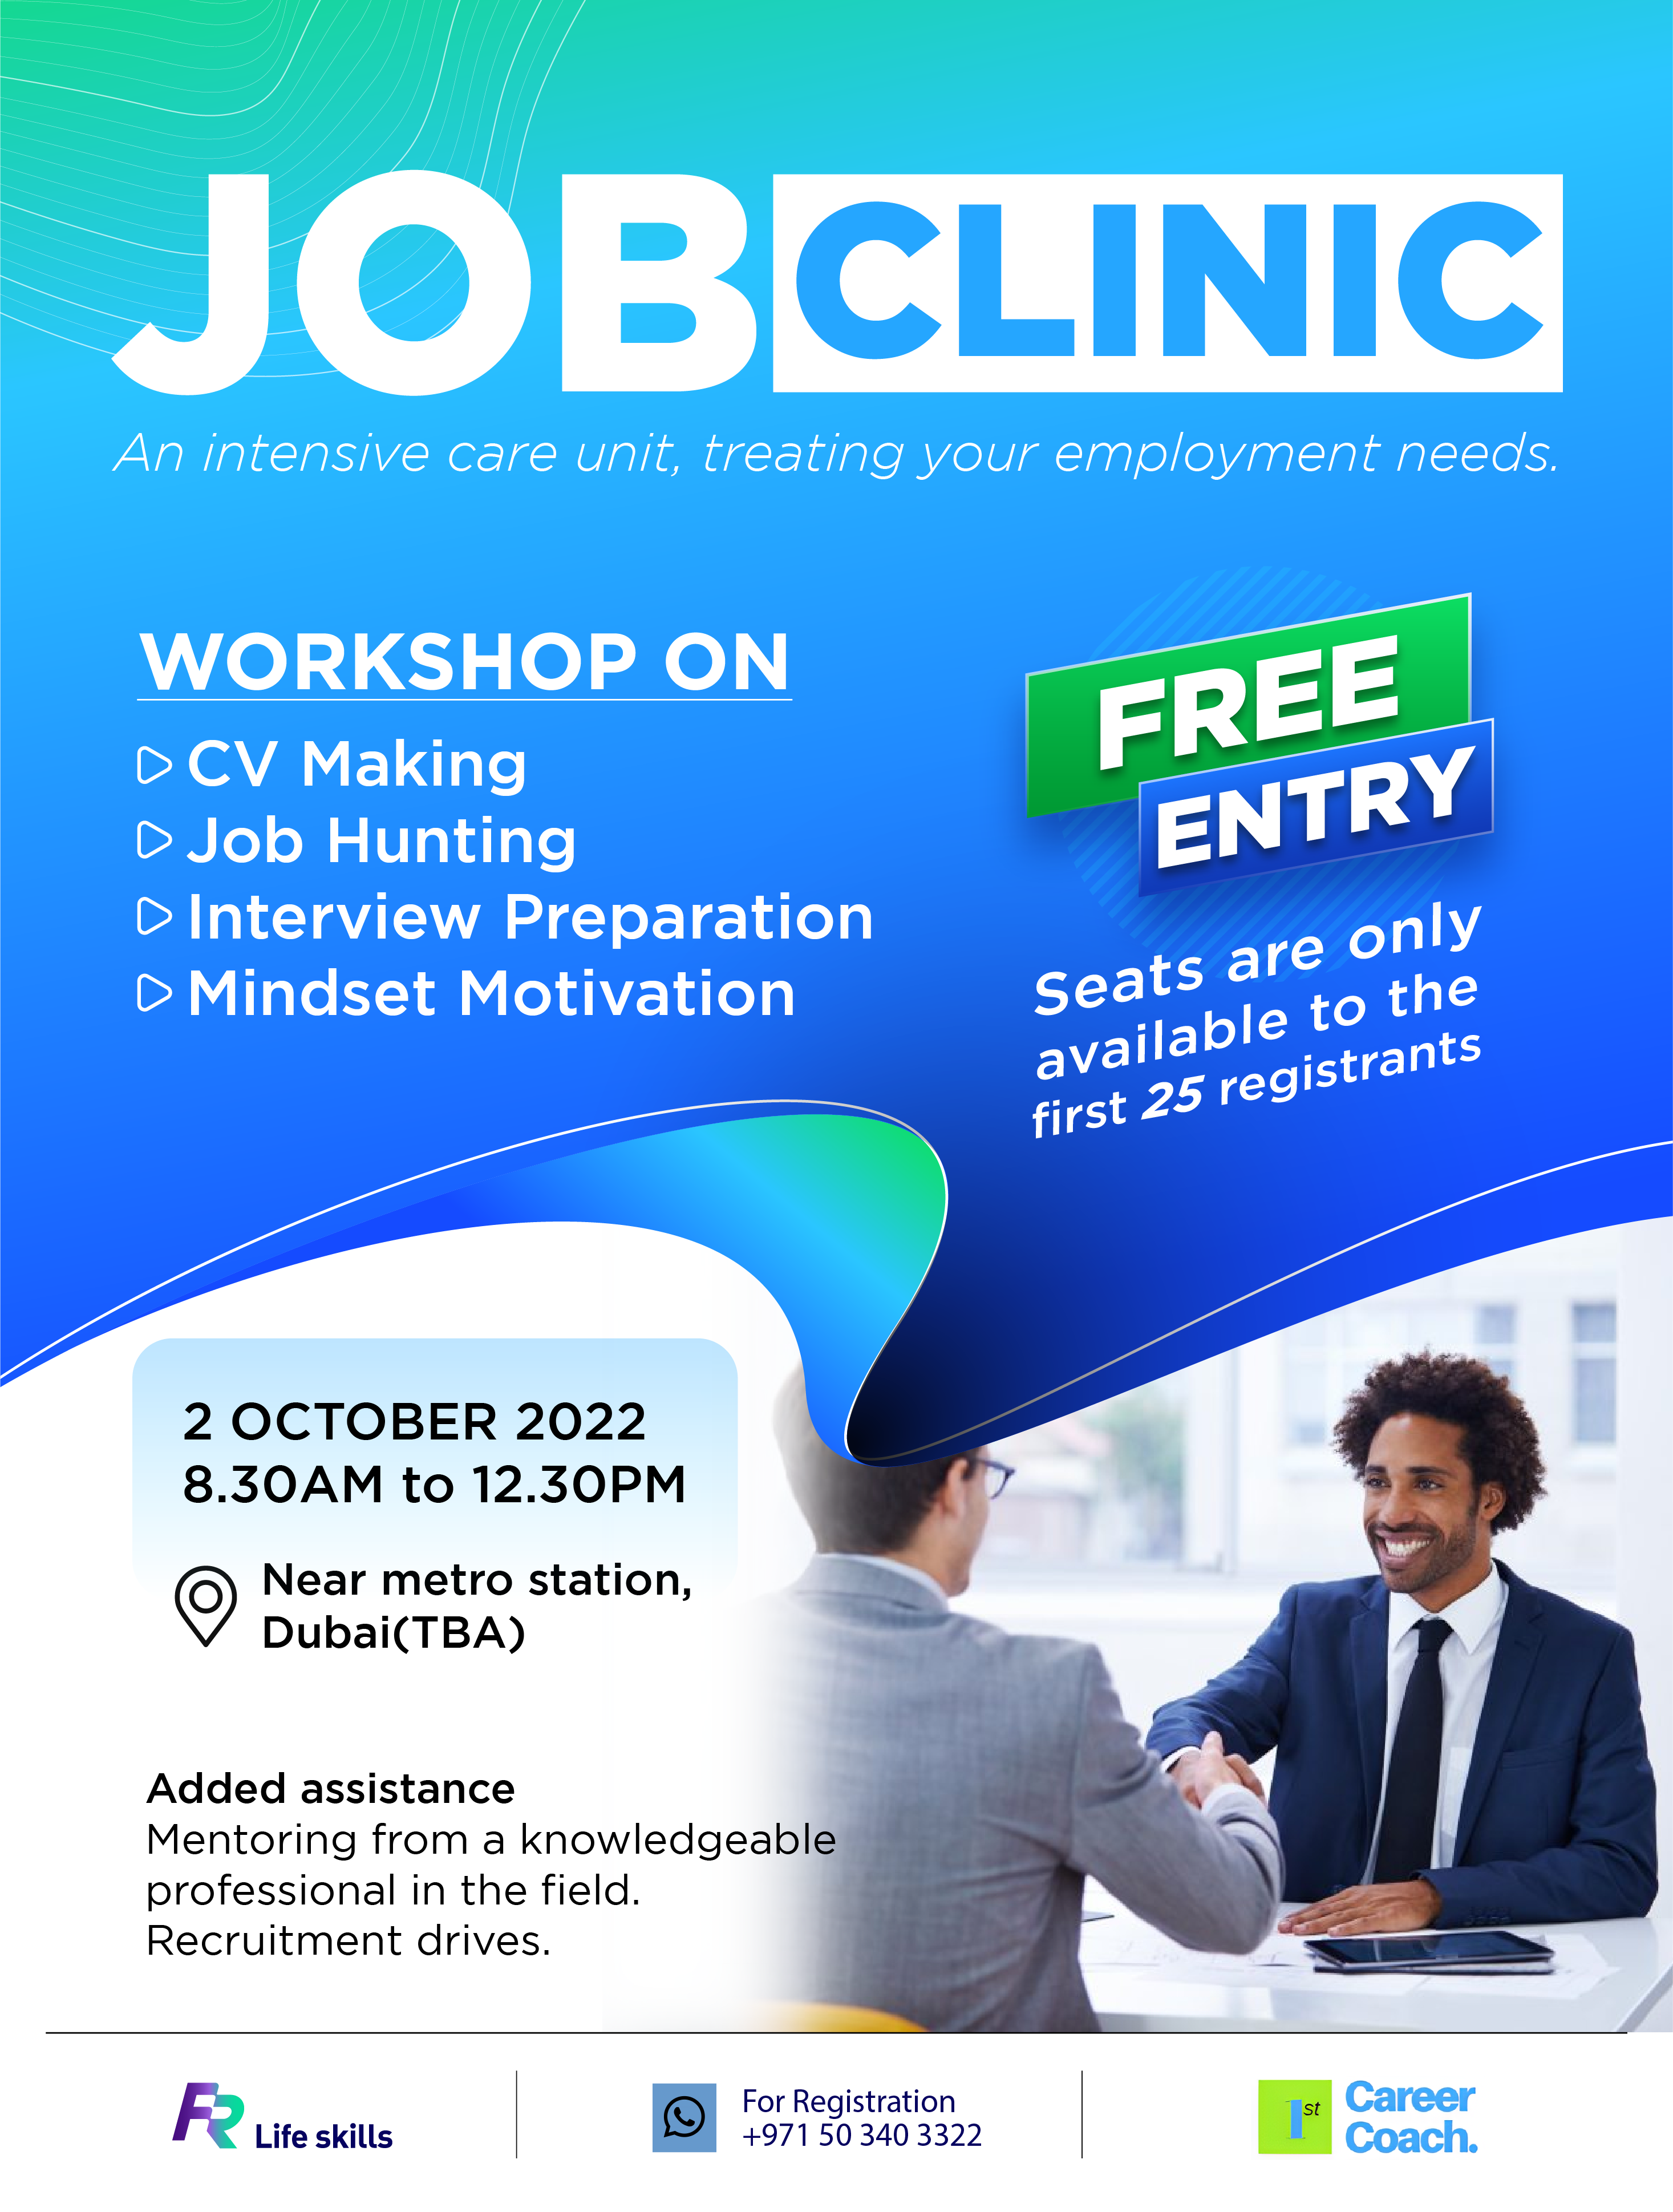 JOBCLINIC
An intensive care unit, treating your employment needs.
WORKSHOP ON
CV Making
Job Hunting
Interview Preparation
Mindset Motivation
FREE
ENTRY
Seats are only
available to the
first 25 registrants
2 OCTOBER 2022
8.30AM to 12.30PM
Near metro station,
Dubai(TBA)
Added assistance
Mentoring from a knowledgeable
professional in the field.
Recruitment drives.
FR Life skills
For Registration
+971 50 340 3322
1st
Career
Coach.